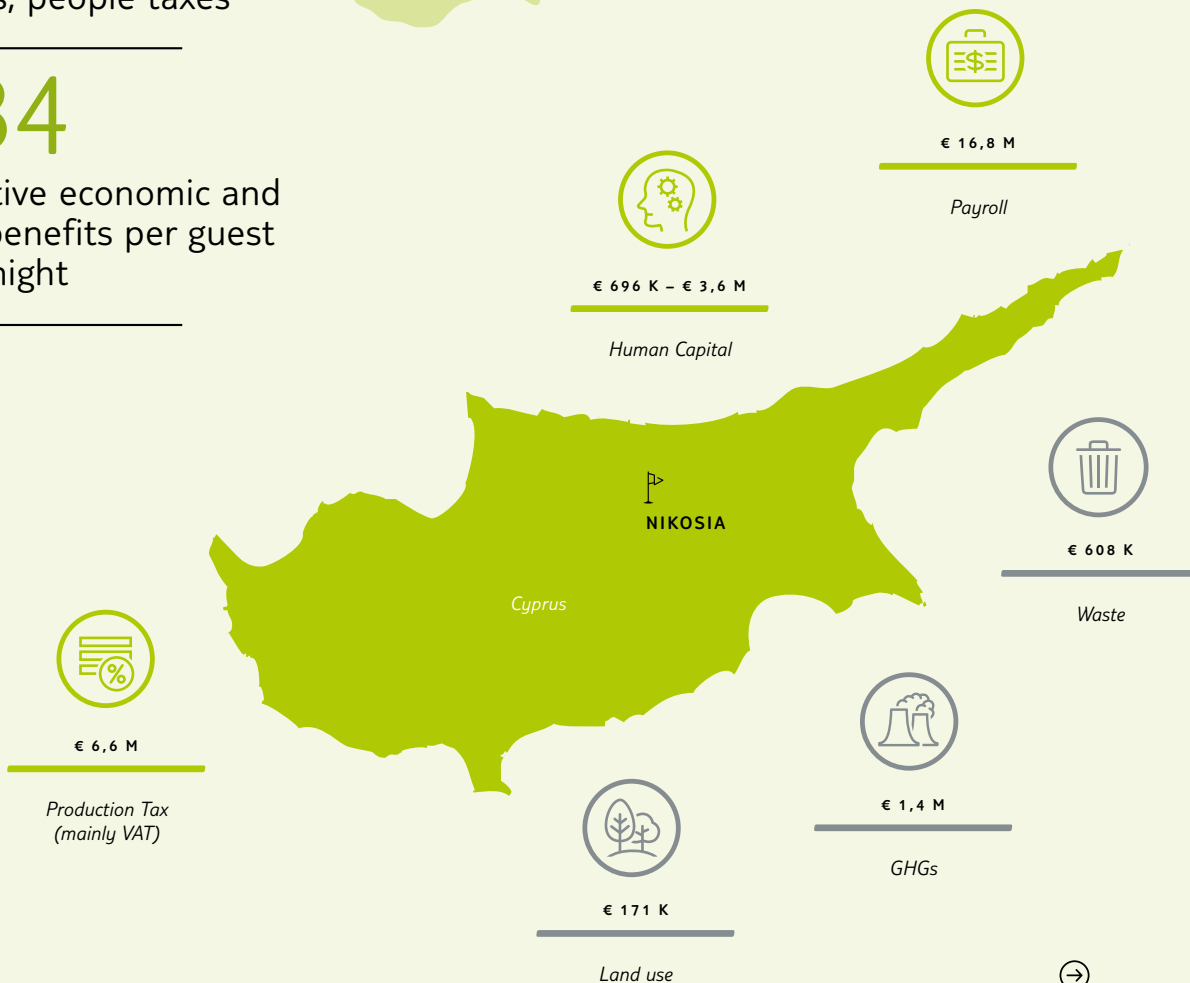 people taxes
34
economic and
benefits per guest
night
€ 16,8 M
Payroll
€ 696 K – € 3,6 M
Human Capital
NIKOSIA
Cyprus
€ 608 K
Waste
€ 6,6 M
Production Tax
(mainly VAT)
€ 1,4 M
GHGs
€ 171 K
Land use